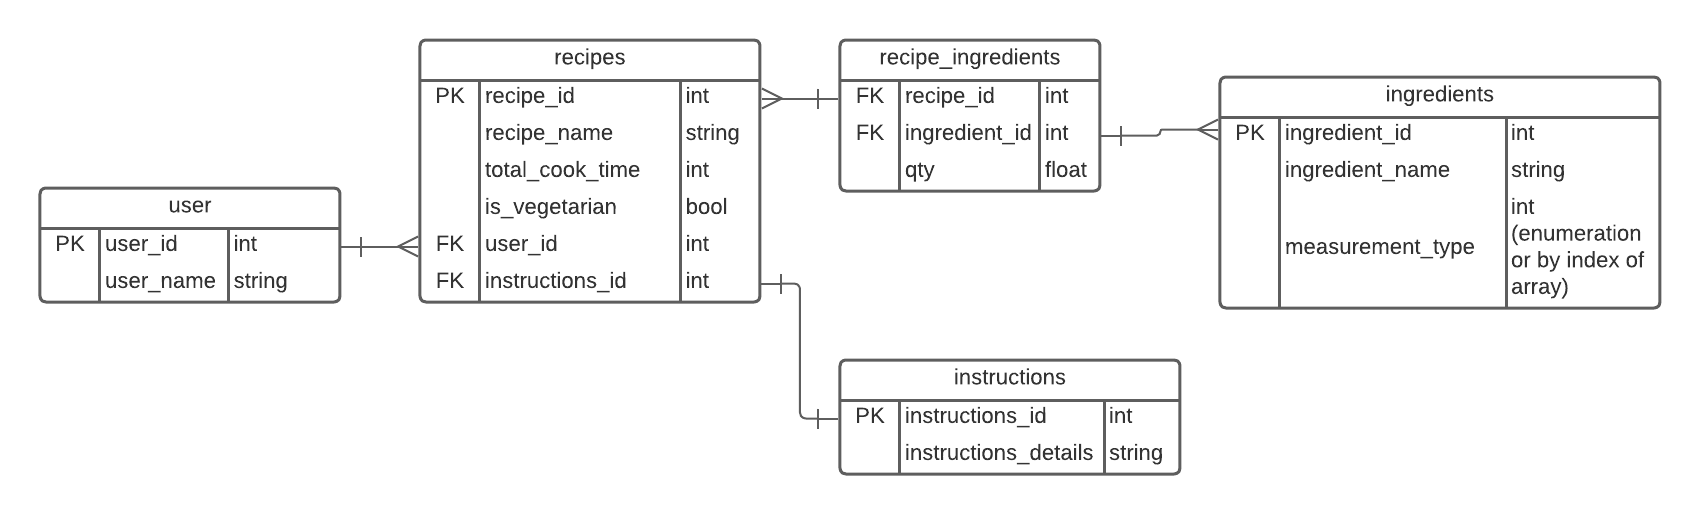 user
PK user_id int
user_name string
recipes
PK recipe_id int
recipe_name string
total_cook_time int
is_vegetarian bool
FK user_id int
FK instructions_id int
recipe_ingredients
FK recipe_id int
FK ingredient_id int
qty float
ingredients
PK ingredient_id int
ingredient_name string
measurement_type int
(enumeration
or by index of
array)
instructions
PK instructions_id int
instructions_details string